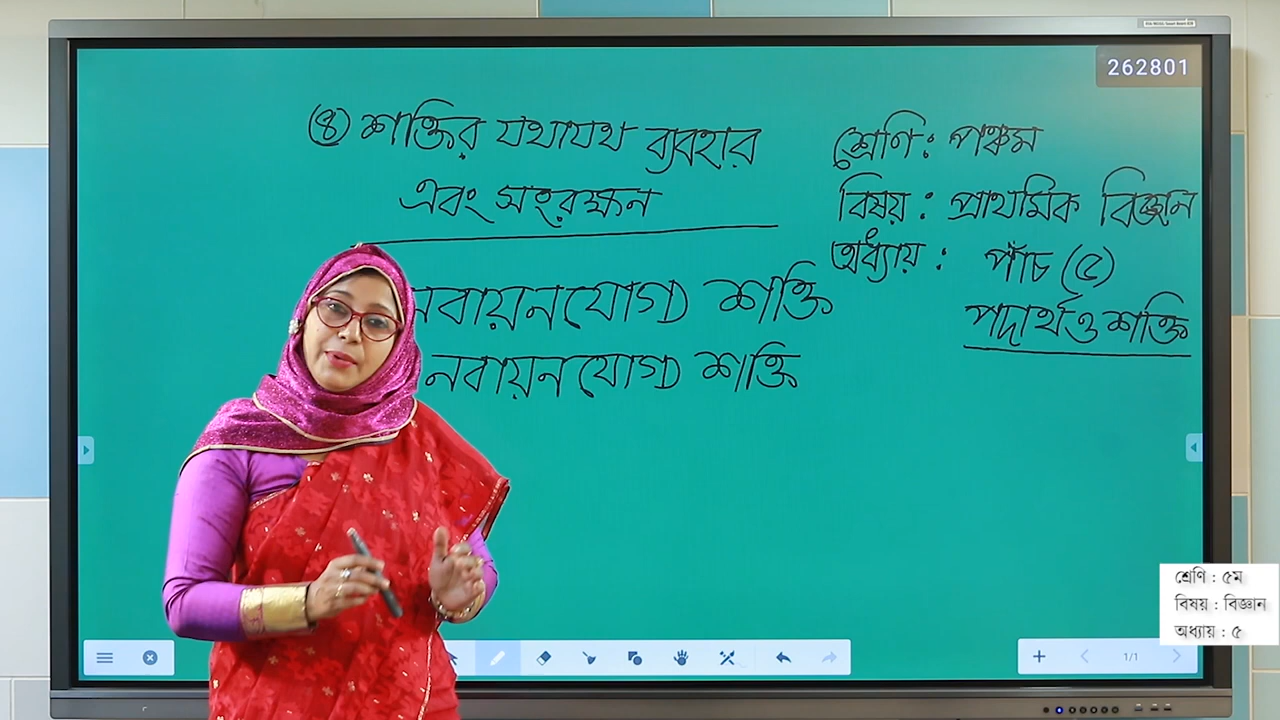 262801
(৪) শক্তির যথাযথ ব্যবহার
এবং সংরক্ষন
নবায়নযোগ্য শক্তি
নবায়নযোগ্য শক্তি
শ্রেণি : পঞ্চম
বিষয় : প্রাথমিক বিজ্ঞান
অধ্যায় : পাঁচ (৫)
পদার্থ ও শক্তি
1/1
শ্রেণি : ৫ম
বিষয় : বিজ্ঞান
অধ্যায় : ৫